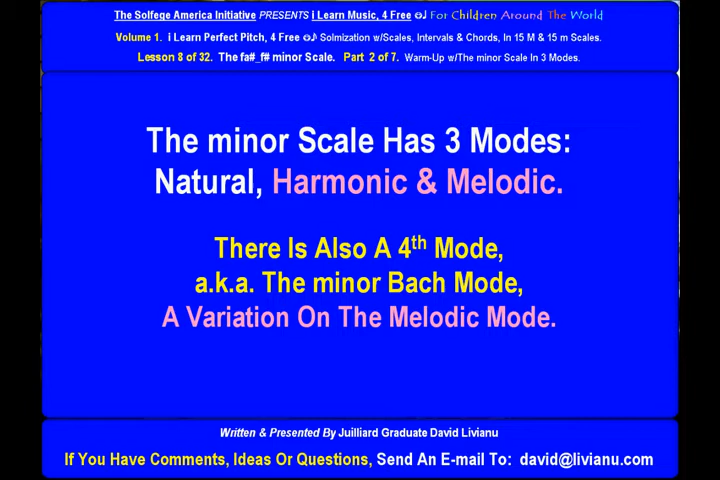 The Solfege America Initiative PRESENTS i Learn Music, 4 Free For Children Around The World
Volume 1. i Learn Perfect Pitch, 4 Free Solmization w/Scales, Intervals & Chords, In 15 M & 15 m Scales.
Lesson 8 of 32. The fa#_f# minor Scale. Part 2 of 7. Warm-Up w/The minor Scale In 3 Modes.
The minor Scale Has 3 Modes:
Natural, Harmonic & Melodic.
There Is Also A 4th Mode,
a.k.a. The minor Bach Mode,
A Variation On The Melodic Mode.
Written & Presented By Juilliard Graduate David Livianu
If You Have Comments, Ideas Or Questions, Send An E-mail To: david@livianu.com